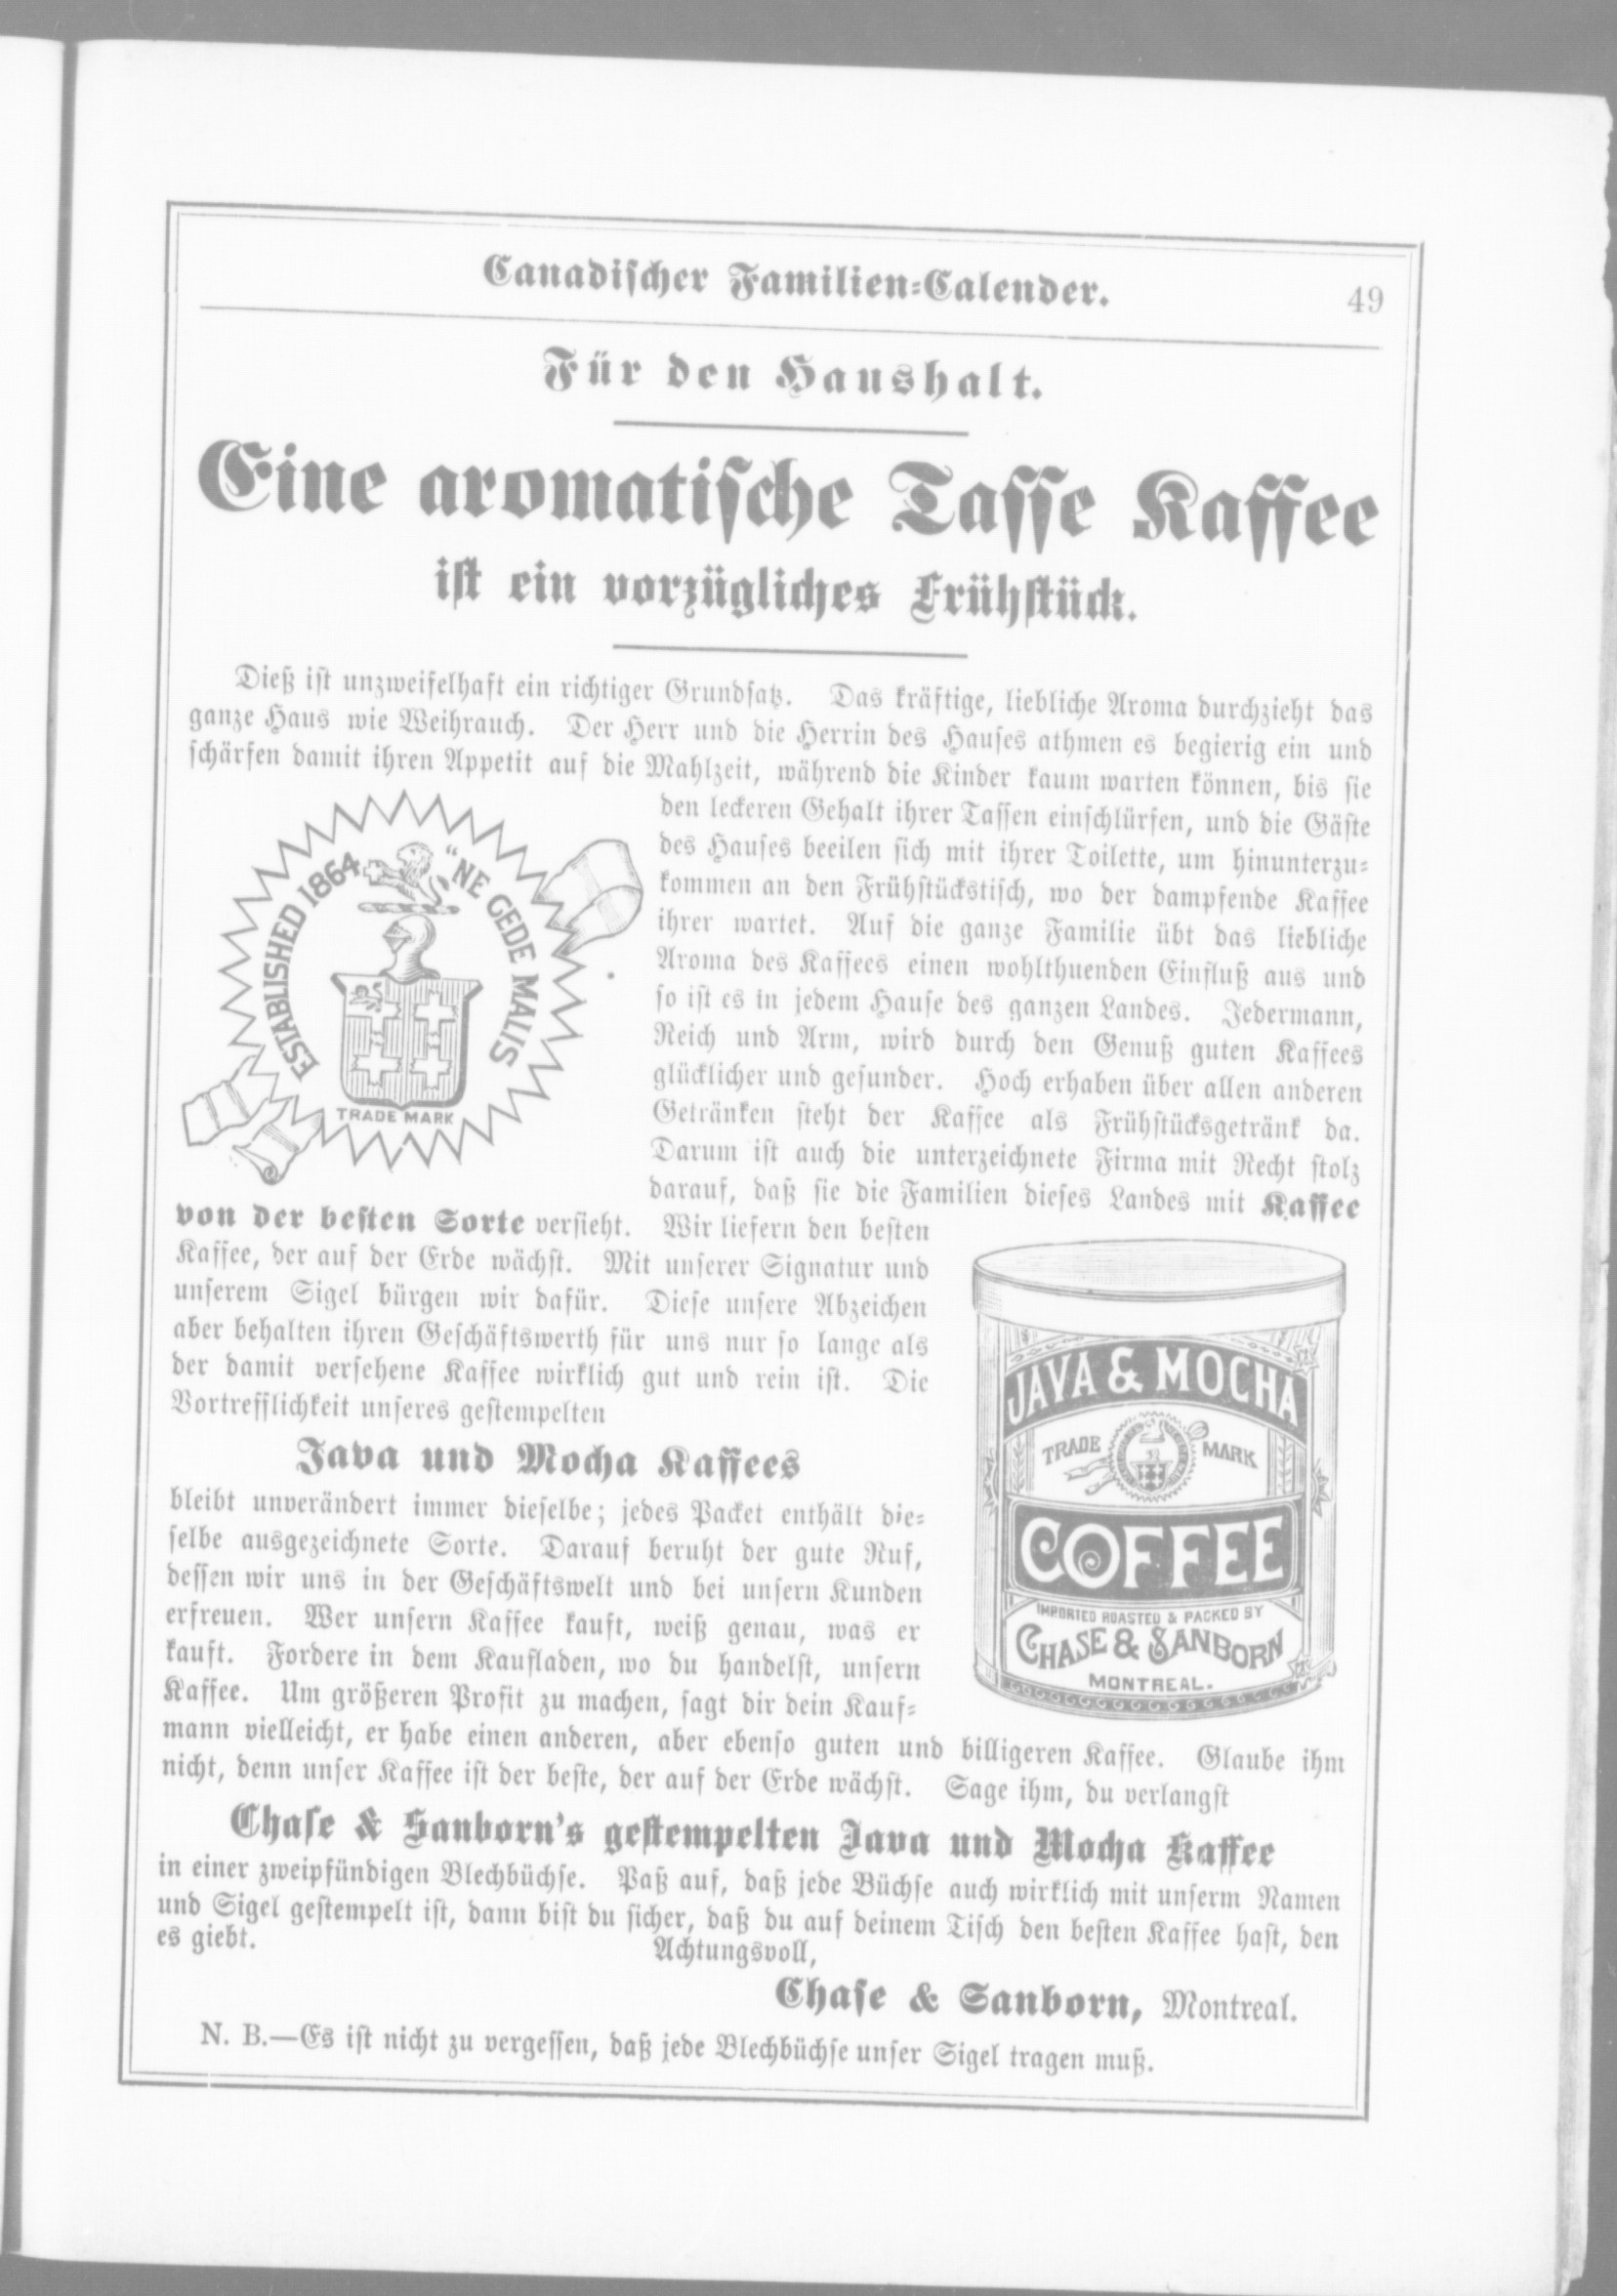 Canadischer Familien-Calender.
49
Für den Haushalt.
Eine aromatische Tasse Kaffee
ist ein vorzügliches Frühstück.
Dieß ist unzweifelhaft ein richtiger Grundsatz. Das kräftige, liebliche Aroma durchzieht das
ganze Haus wie Weihrauch. Der Herr und die Herrin des Hauses athmen es begierig ein und
schärfen damit ihren Appetit auf die Mahlzeit, während die Kinder kaum warten können, bis sie
den leckeren Gehalt ihrer Tassen einschlürfen, und die Gäste
des Hauses beeilen sich mit ihrer Toilette, um hinunterzu-
kommen an den Frühstückstisch, wo der dampfende Kaffee
ihrer wartet. Auf die ganze Familie übt das liebliche
Aroma des Kaffees einen wohlthuenden Einfluß aus und
so ist es in jedem Hause des ganzen Landes. Jedermann,
Reich und Arm, wird durch den Genuß guten Kaffees
glücklicher und gesunder. Hoch erhaben über allen anderen
Getränken steht der Kaffee als Frühstücksgetränk da.
Darum ist auch die unterzeichnete Firma mit Recht stolz
darauf, daß sie die Familien dieses Landes mit Kaffee
ESTABLISHED 1864
"NE CEDE MALIS
TRADE MARK
von der besten Sorte versieht. Wir liefern den besten
Kaffee, der auf der Erde wächst. Mit unserer Signatur und
unserem Sigel bürgen wir dafür. Diese unsere Abzeichen
aber behalten ihren Geschäftswerth für uns nur so lange als
der damit versehene Kaffee wirklich gut und rein ist. Die
Vortrefflichkeit unseres gestempelten
Java und Mocha Kaffees
bleibt unverändert immer dieselbe; jedes Packet enthält die-
selbe ausgezeichnete Sorte. Darauf beruht der gute Ruf,
dessen wir uns in der Geschäftswelt und bei unsern Kunden
erfreuen. Wer unsern Kaffee kauft, weiß genau, was er
kauft. Fordere in dem Kaufladen, wo du handelst, unsern
Kaffee. Um größeren Profit zu machen, sagt dir dein Kauf-
JAVA & MOCHA
TRADE MARK
COFFEE
IMPORTED ROASTED & PACKED BY
CHASE & SANBORN
MONTREAL.
mann vielleicht, er habe einen anderen, aber ebenso guten und billigeren Kaffee. Glaube ihm
nicht, denn unser Kaffee ist der beste, der auf der Erde wächst. Sage ihm, du verlangst
Chase & Sanborn's gestempelten Java und Mocha Kaffee
in einer zweipfündigen Blechbüchse. Paß auf, daß jede Büchse auch wirklich mit unserm Namen
und Sigel gestempelt ist, dann bist du sicher, daß du auf deinem Tisch den besten Kaffee hast, den
es giebt. Achtungsvoll,
Chase & Sanborn, Montreal.
N. B.—Es ist nicht zu vergessen, daß jede Blechbüchse unser Sigel tragen muß.